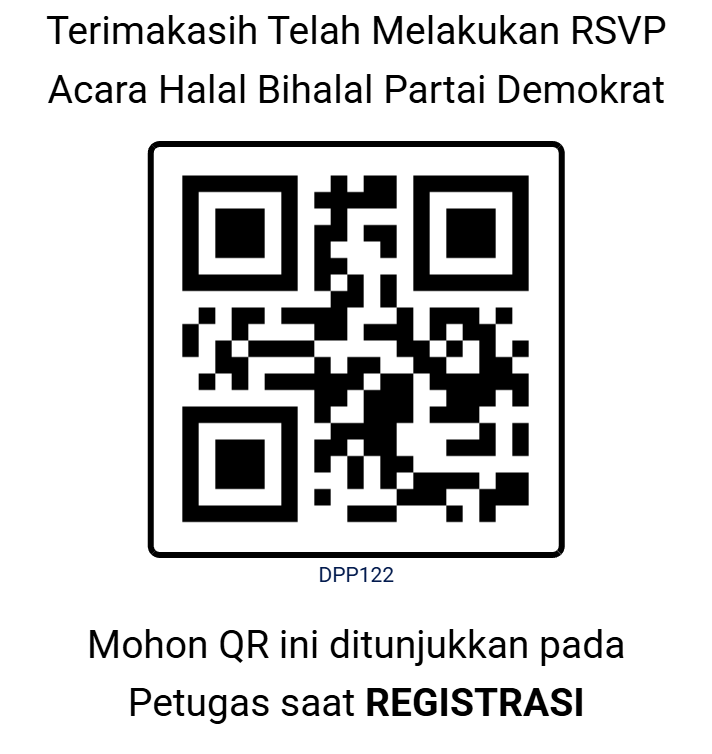 Terimakasih Telah Melakukan RSVP
Acara Halal Bihalal Partai Demokrat
DPP122
Mohon QR ini ditunjukkan pada
Petugas saat REGISTRASI